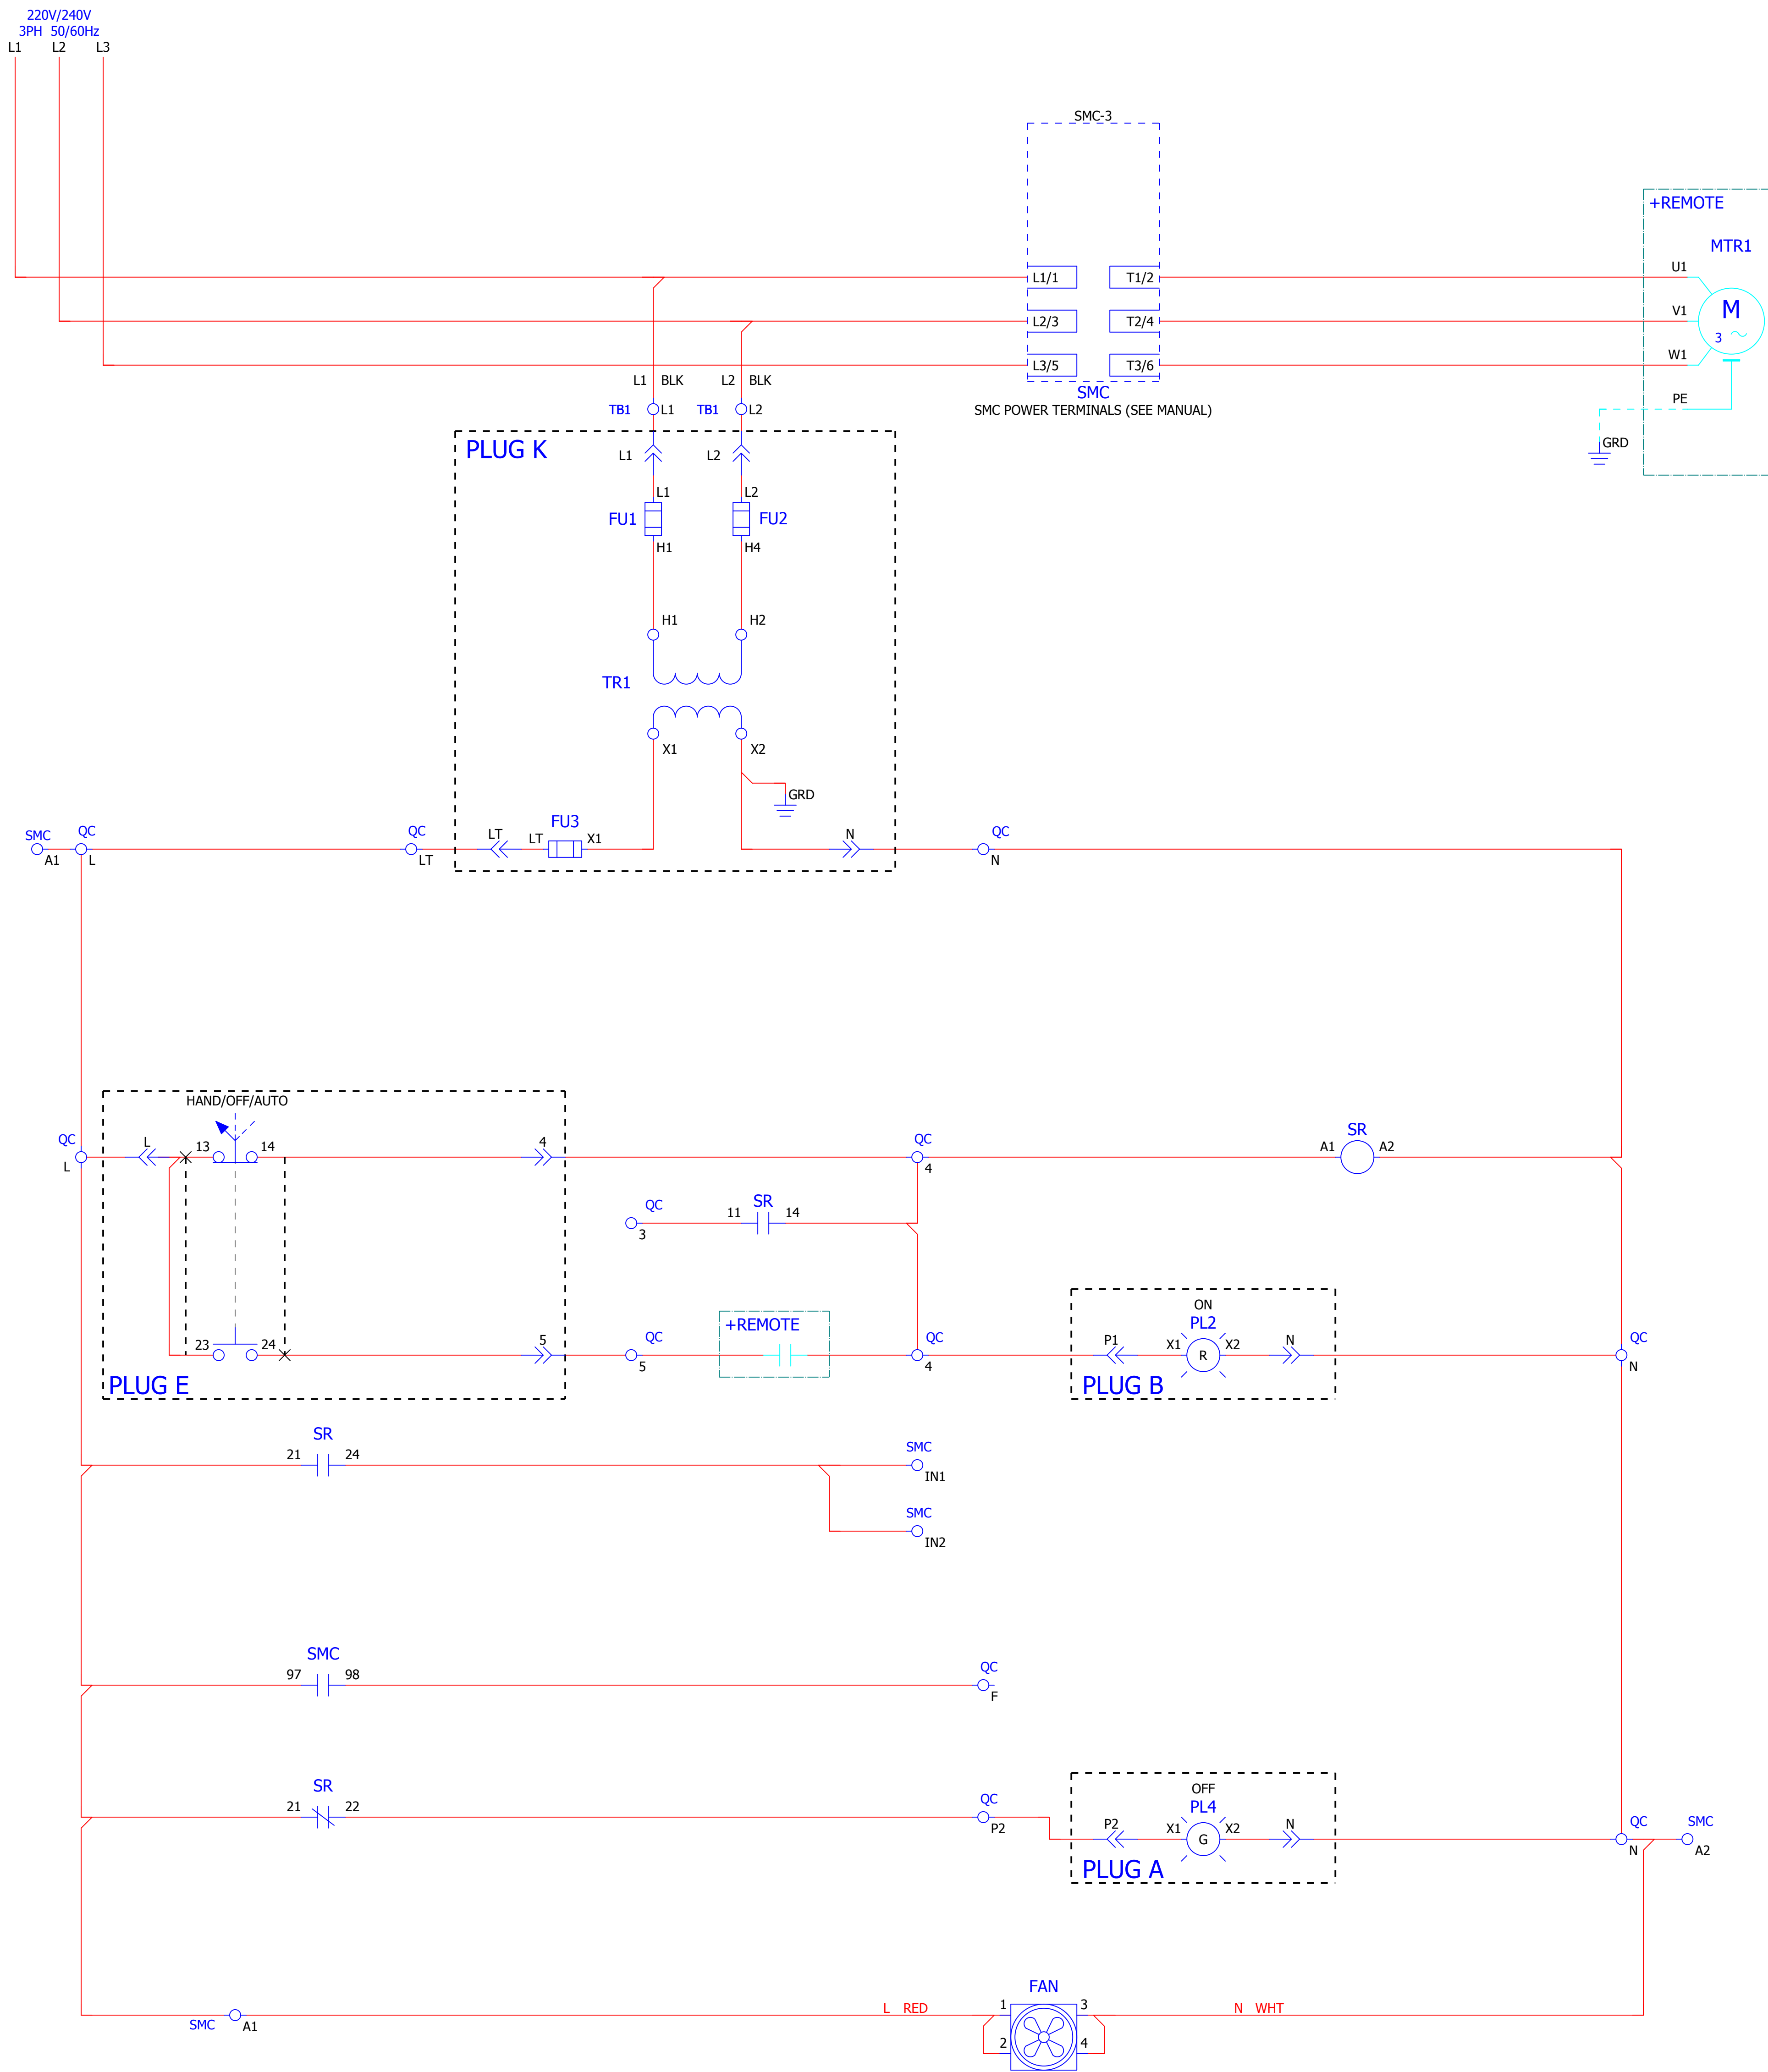 220V/240V
3PH 50/60Hz
L1 L2 L3
SMC-3
+REMOTE
MTR1
L1/1 T1/2 U1
L2/3 T2/4 V1
M
3
L3/5 T3/6 W1
SMC
SMC POWER TERMINALS (SEE MANUAL)
PE
GRD
L1 BLK L2 BLK
TB1 L1 TB1 L2
PLUG K
L1 L2
L1 L2
FU1 FU2
H1 H4
H1 H2
TR1
X1 X2
GRD
SMC QC QC LT FU3 LT X1 N QC
A1 L LT N
HAND/OFF/AUTO
QC L 13 14 4 QC SR
L 4 A1 A2
QC 11 SR 14
3
ON
+REMOTE PL2
23 24 5 QC QC P1 X1 R X2 N QC
5 4 N
PLUG E PLUG B
SR
21 24 SMC
IN1
SMC
IN2
SMC
97 98 QC
F
SR OFF
21 22 QC PL4
P2 P2 X1 G X2 N QC SMC
N A2
PLUG A
FAN
L RED 1 3 N WHT
SMC A1
2 4